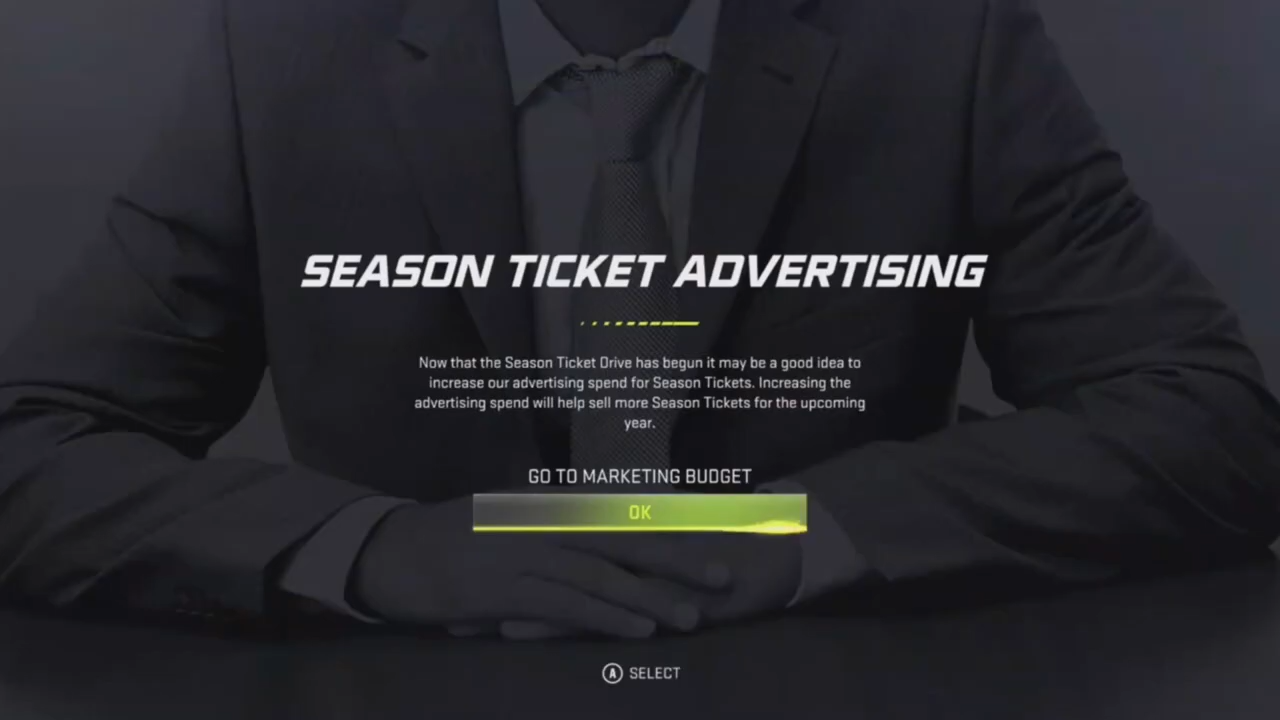 SEASON TICKET ADVERTISING
Now that the Season Ticket Drive has begun it may be a good idea to
increase our advertising spend for Season Tickets. Increasing the
advertising spend will help sell more Season Tickets for the upcoming
year.
GO TO MARKETING BUDGET
OK
A SELECT